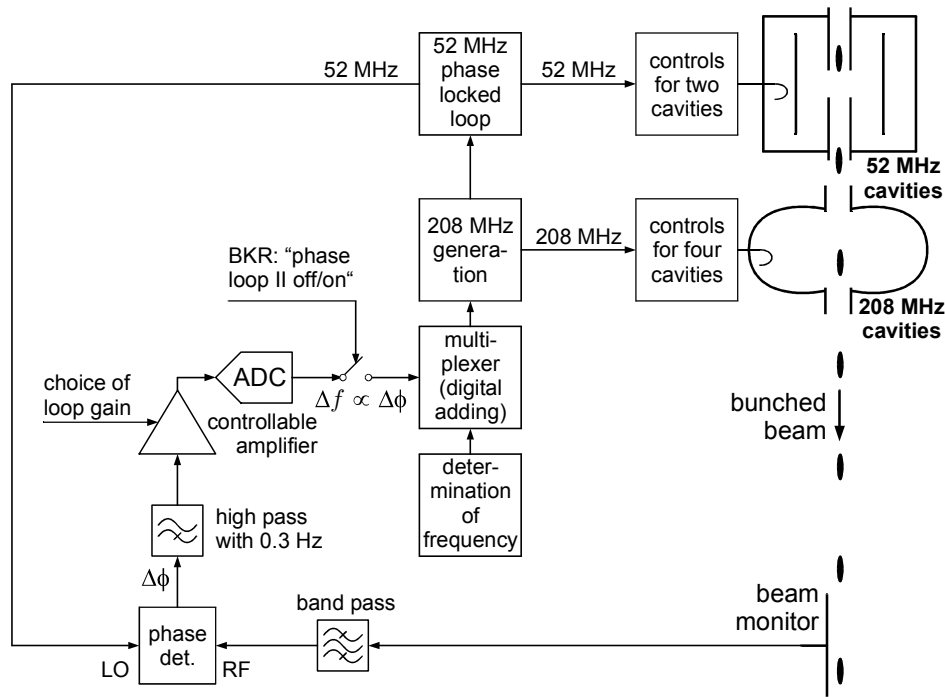 52 MHz
52 MHz
phase
locked
loop
52 MHz
controls
for two
cavities
52 MHz
cavities
208 MHz
gene-
ration
208 MHz
controls
for four
cavities
208 MHz
cavities
BKR: “phase
loop II off/on“
multi-
plexer
(digital
adding)
ADC
Δf ∝ Δϕ
choice of
loop gain
controllable
amplifier
bunched
beam
deter-
mination
of
frequency
high pass
with 0.3 Hz
Δϕ
band pass
beam
monitor
phase
det.
LO
RF